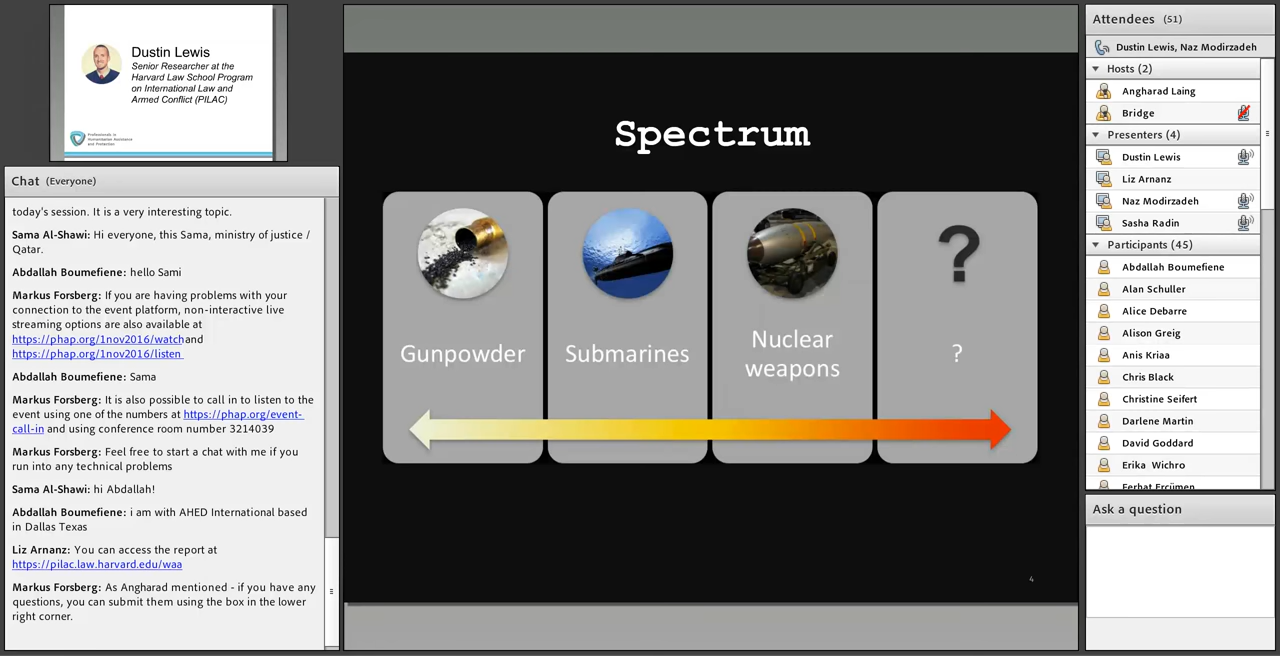 Dustin Lewis
Senior Researcher at the
Harvard Law School Program
on International Law and
Armed Conflict (PILAC)
Professionals in
Humanitarian Assistance
and Protection
Chat (Everyone)
today's session. It is a very interesting topic.
Sama Al-Shawi: Hi everyone, this Sama, ministry of justice /
Qatar.
Abdallah Boumefiene: hello Sami
Markus Forsberg: If you are having problems with your
connection to the event platform, non-interactive live
streaming options are also available at
https://phap.org/1nov2016/watchand
https://phap.org/1nov2016/listen
Abdallah Boumefiene: Sama
Markus Forsberg: It is also possible to call in to listen to the
event using one of the numbers at https://phap.org/event-
call-in and using conference room number 3214039
Markus Forsberg: Feel free to start a chat with me if you
run into any technical problems
Sama Al-Shawi: hi Abdallah!
Abdallah Boumefiene: i am with AHED International based
in Dallas Texas
Liz Arnanz: You can access the report at
https://pilac.law.harvard.edu/waa
Markus Forsberg: As Angharad mentioned - if you have any
questions, you can submit them using the box in the lower
right corner.
Spectrum
Gunpowder
Submarines
Nuclear
weapons
?
?
4
Attendees (51)
Dustin Lewis, Naz Modirzadeh
Hosts (2)
Angharad Laing
Bridge
Presenters (4)
Dustin Lewis
Liz Arnanz
Naz Modirzadeh
Sasha Radin
Participants (45)
Abdallah Boumefiene
Alan Schuller
Alice Debarre
Alison Greig
Anis Kriaa
Chris Black
Christine Seifert
Darlene Martin
David Goddard
Erika Wichro
Ferhat Ercümen
Ask a question